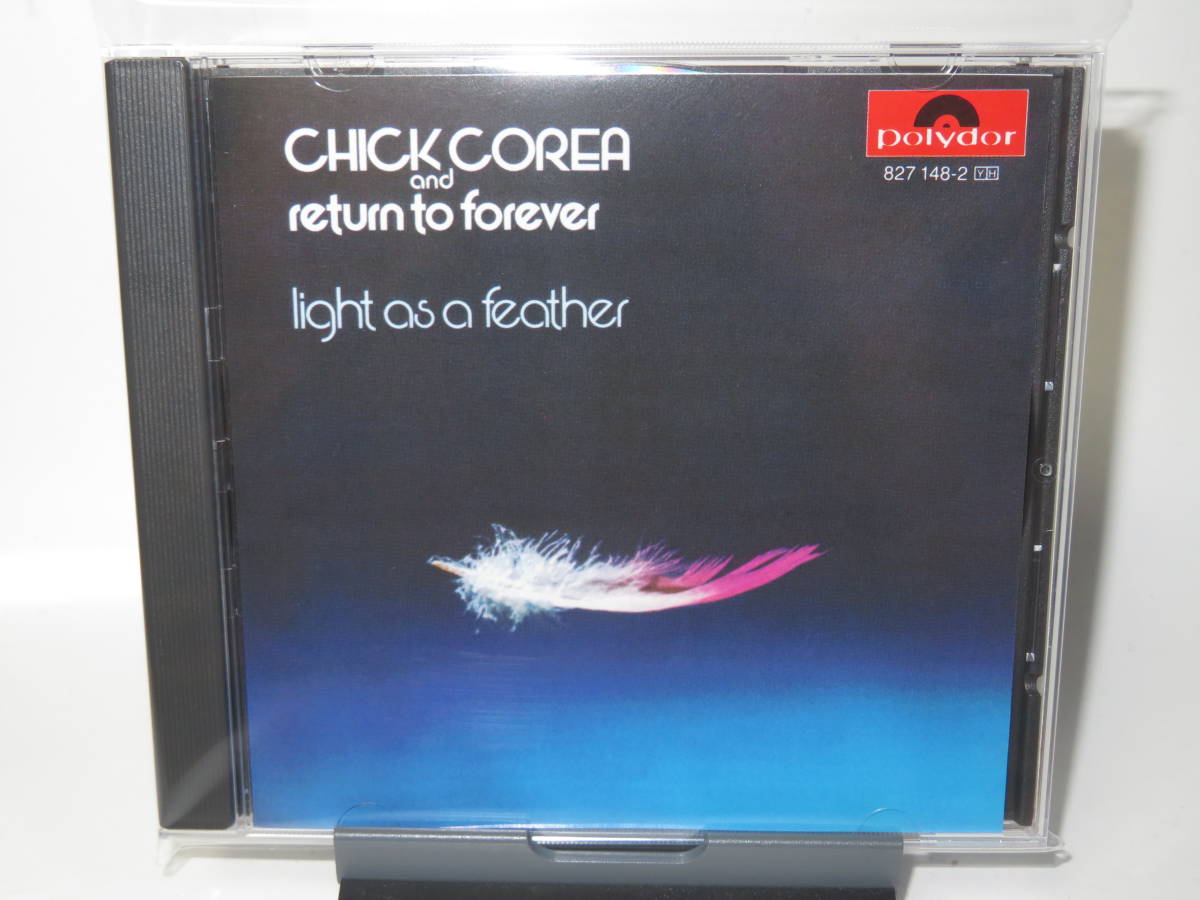 CHICK COREA
and
return to forever
light as a feather
polydor
827 148-2 YH